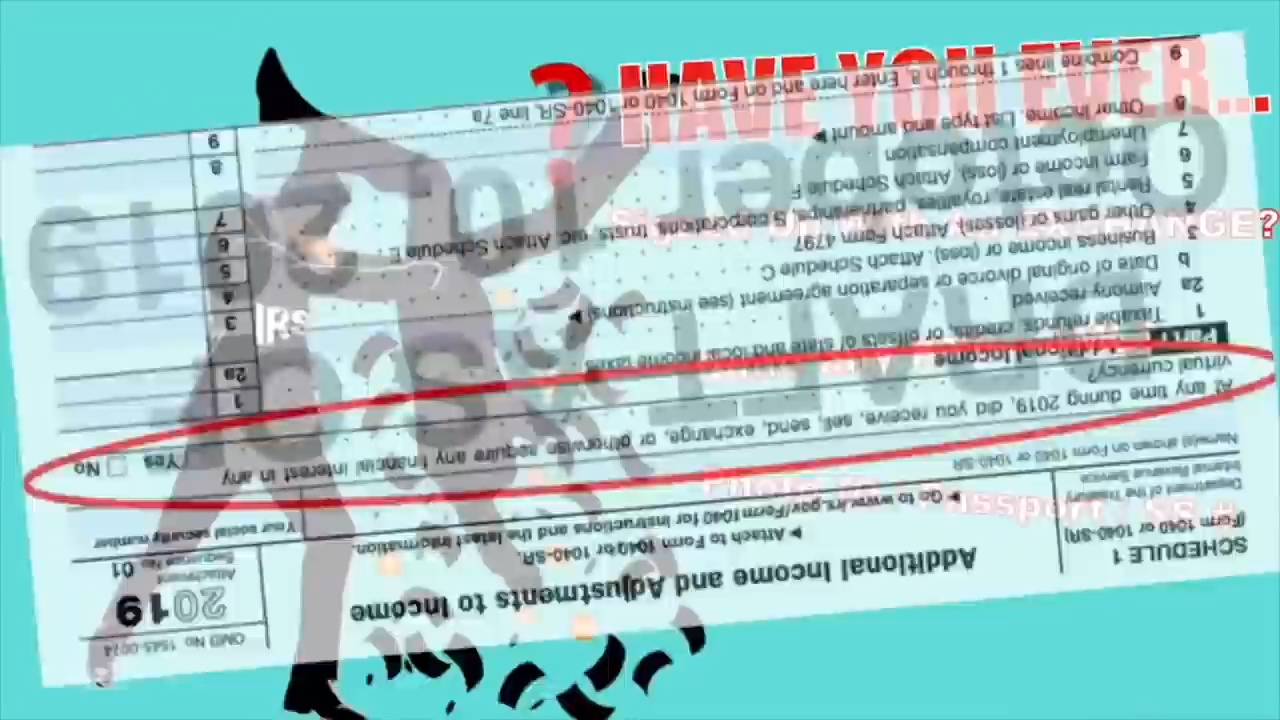 ? HAVE YOU EVER...
EXCHANGE?
IRS
SCHEDULE 1
(Form 1040 or 1040-SR)
Department of the Treasury
Internal Revenue Service
Additional Income and Adjustments to Income
► Attach to Form 1040 or 1040-SR.
► Go to www.irs.gov/Form1040 for instructions and the latest information.
OMB No. 1545-0074
2019
Attachment
Sequence No. 01
Name(s) shown on Form 1040 or 1040-SR
Your social security number
At any time during 2019, did you receive, sell, send, exchange, or otherwise acquire any financial interest in any
virtual currency?
Yes No
Part I Additional Income
1 Taxable refunds, credits, or offsets of state and local income taxes 1
2a Alimony received 2a
b Date of original divorce or separation agreement (see instructions) ►
3 Business income or (loss). Attach Schedule C 3
4 Other gains or (losses). Attach Form 4797 4
5 Rental real estate, royalties, partnerships, S corporations, trusts, etc. Attach Schedule E 5
6 Farm income or (loss). Attach Schedule F 6
7 Unemployment compensation 7
8 Other income. List type and amount ► 8
9 Combine lines 1 through 8. Enter here and on Form 1040 or 1040-SR, line 7a 9
DRAFT
October 10, 2019